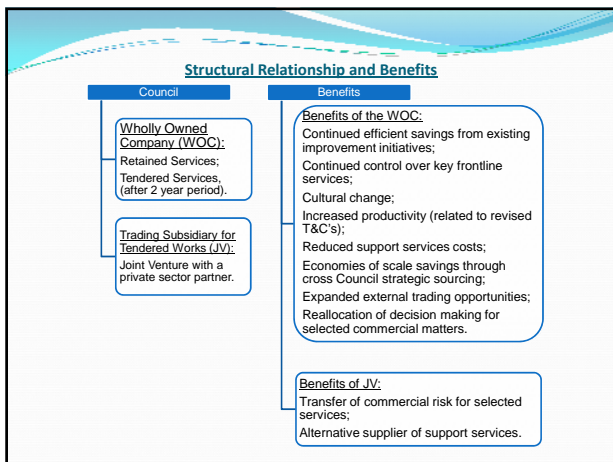 Structural Relationship and Benefits
Council
Wholly Owned
Company (WOC):
Retained Services;
Tendered Services,
(after 2 year period).
Trading Subsidiary for
Tendered Works (JV):
Joint Venture with a
private sector partner.
Benefits
Benefits of the WOC:
Continued efficient savings from existing
improvement initiatives;
Continued control over key frontline
services;
Cultural change;
Increased productivity (related to revised
T&C's);
Reduced support services costs;
Economies of scale savings through
cross Council strategic sourcing;
Expanded external trading opportunities;
Reallocation of decision making for
selected commercial matters.
Benefits of JV:
Transfer of commercial risk for selected
services;
Alternative supplier of support services.